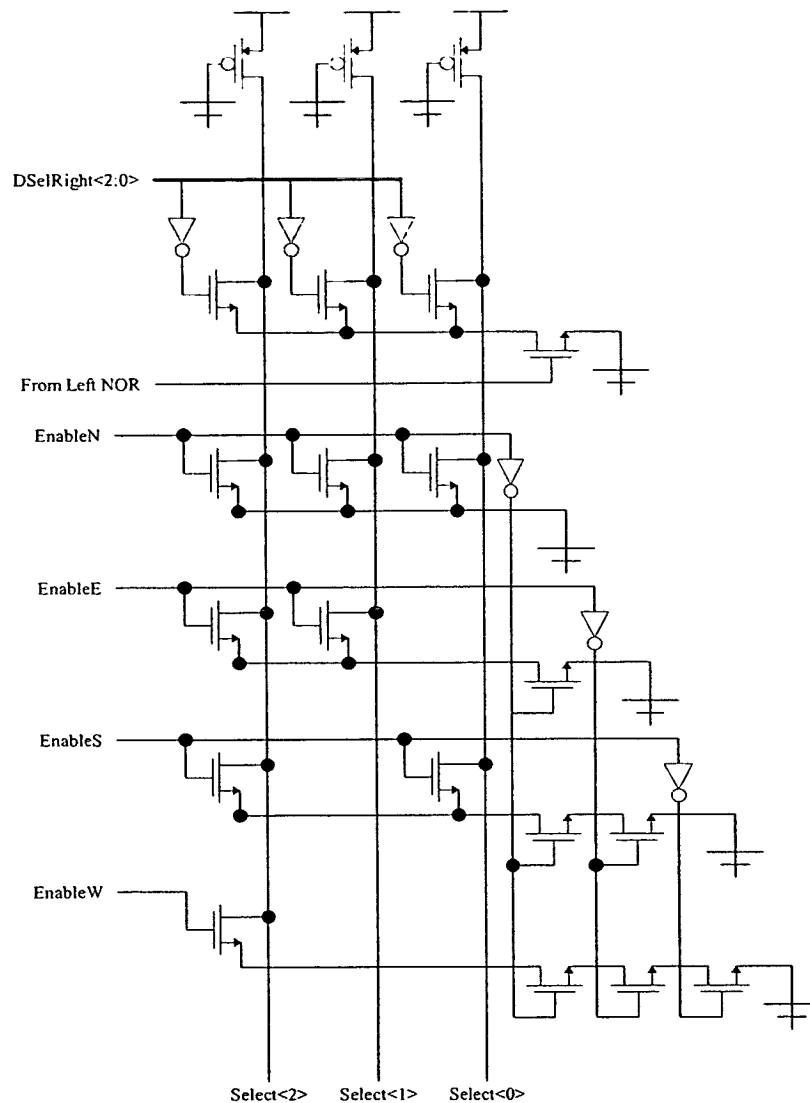 DSelRight<2:0>
From Left NOR
EnableN
EnableE
EnableS
EnableW
Select<2> Select<1> Select<0>